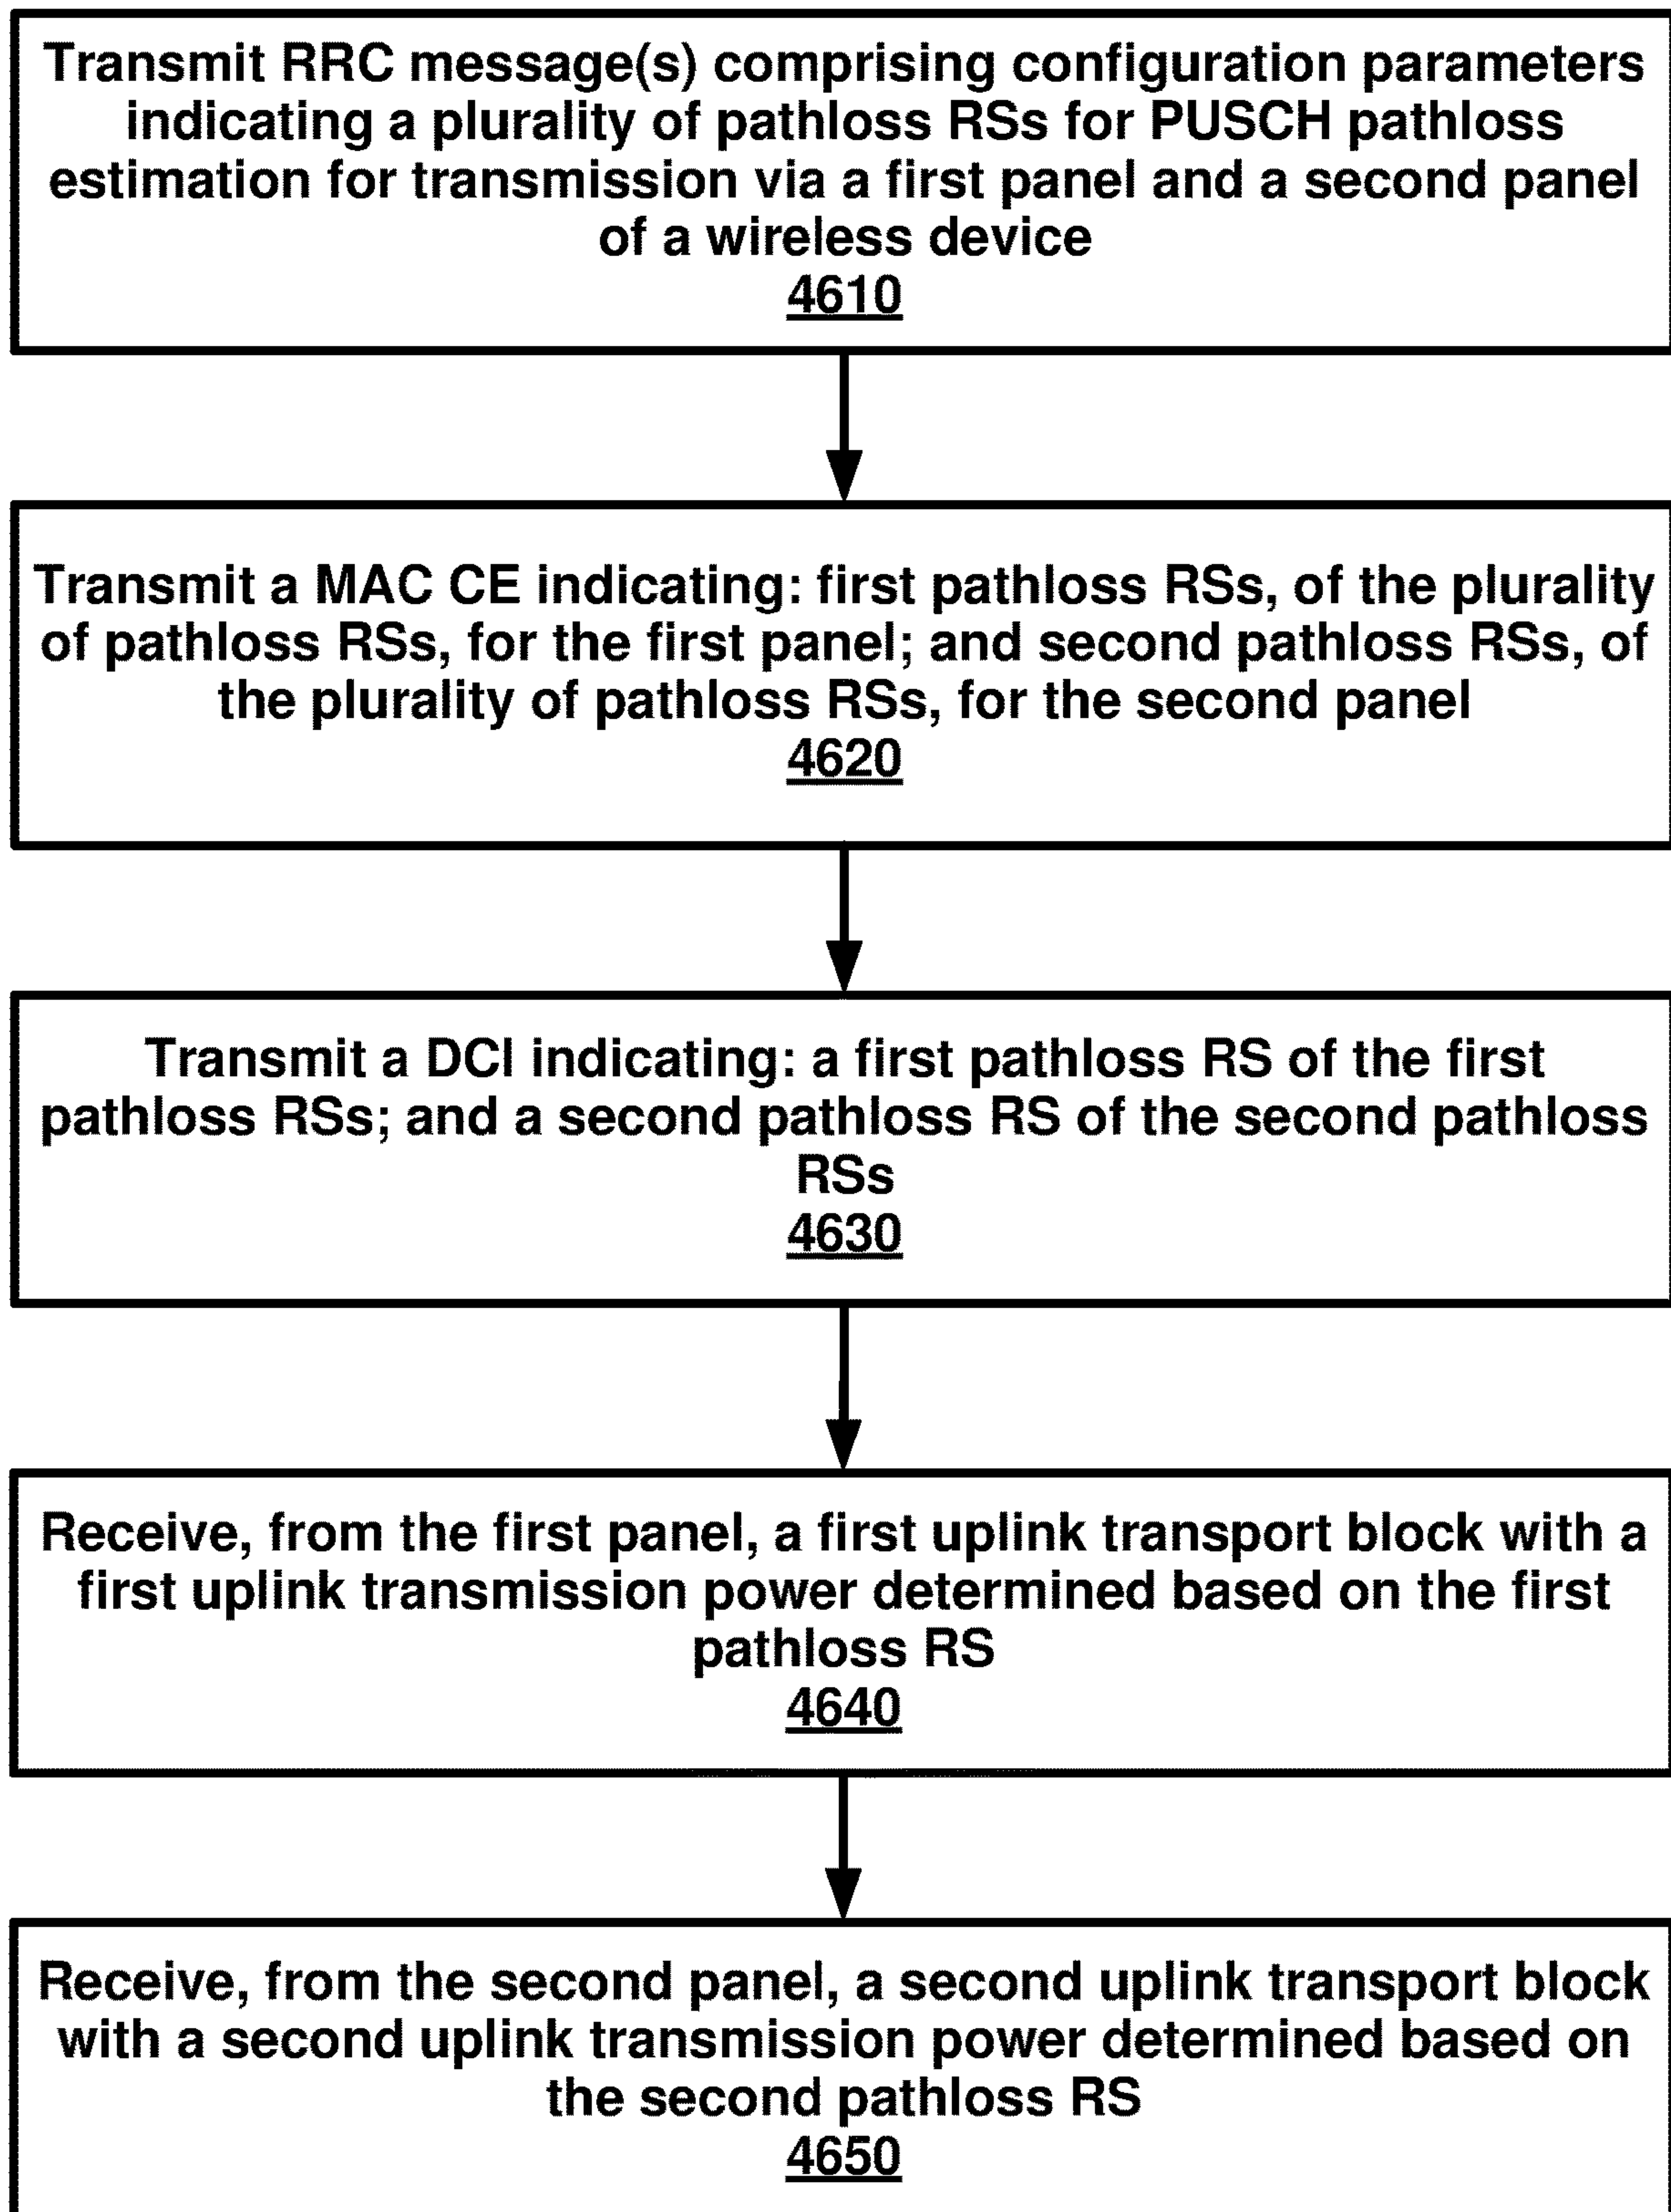 Transmit RRC message(s) comprising configuration parameters
indicating a plurality of pathloss RSs for PUSCH pathloss
estimation for transmission via a first panel and a second panel
of a wireless device
4610
Transmit a MAC CE indicating: first pathloss RSs, of the plurality
of pathloss RSs, for the first panel; and second pathloss RSs, of
the plurality of pathloss RSs, for the second panel
4620
Transmit a DCI indicating: a first pathloss RS of the first
pathloss RSs; and a second pathloss RS of the second pathloss
RSs
4630
Receive, from the first panel, a first uplink transport block with a
first uplink transmission power determined based on the first
pathloss RS
4640
Receive, from the second panel, a second uplink transport block
with a second uplink transmission power determined based on
the second pathloss RS
4650